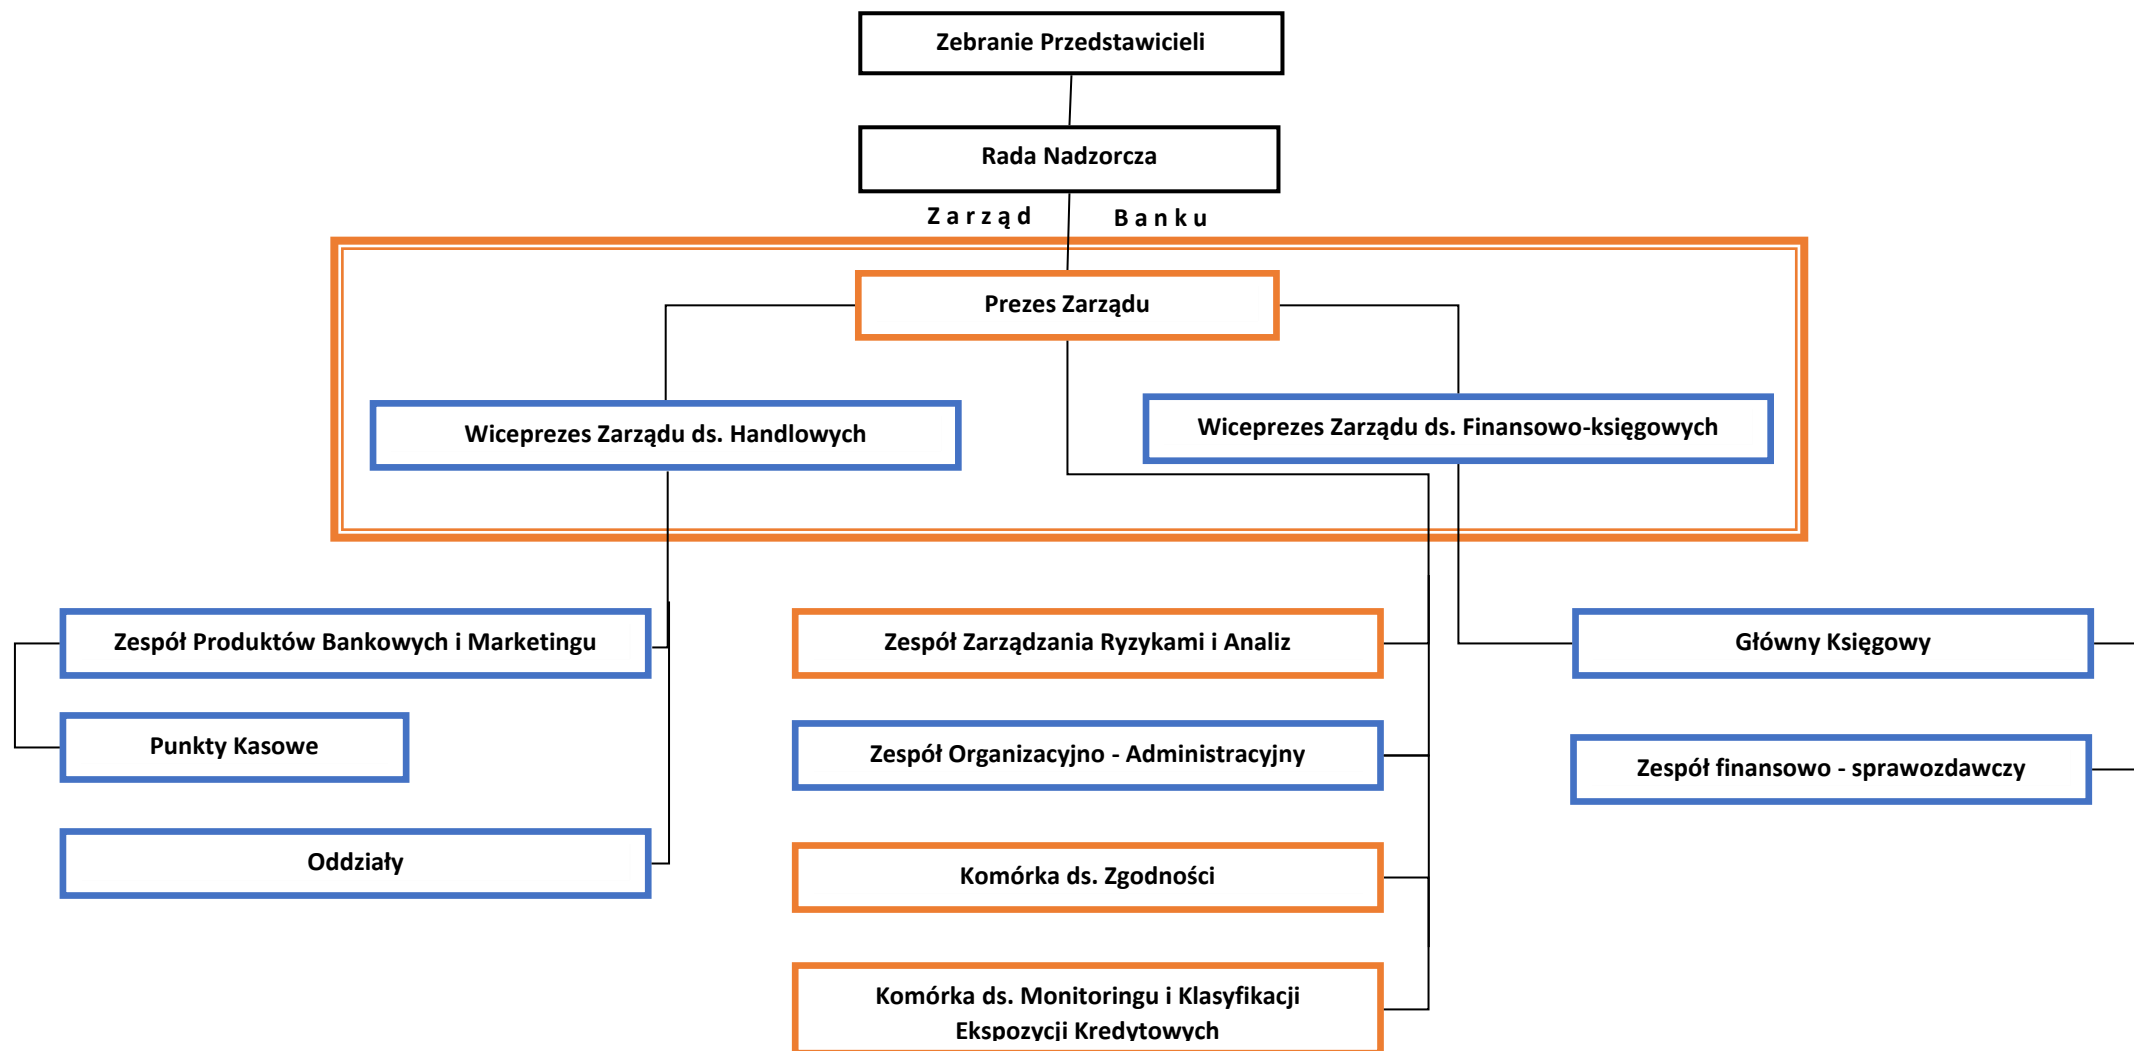 Zebranie Przedstawicieli
Rada Nadzorcza
Zarząd Banku
Prezes Zarządu
Wiceprezes Zarządu ds. Handlowych
Wiceprezes Zarządu ds. Finansowo-księgowych
Zespół Produktów Bankowych i Marketingu
Zespół Zarządzania Ryzykami i Analiz
Główny Księgowy
Punkty Kasowe
Zespół Organizacyjno - Administracyjny
Zespół finansowo - sprawozdawczy
Oddziały
Komórka ds. Zgodności
Komórka ds. Monitoringu i Klasyfikacji
Ekspozycji Kredytowych